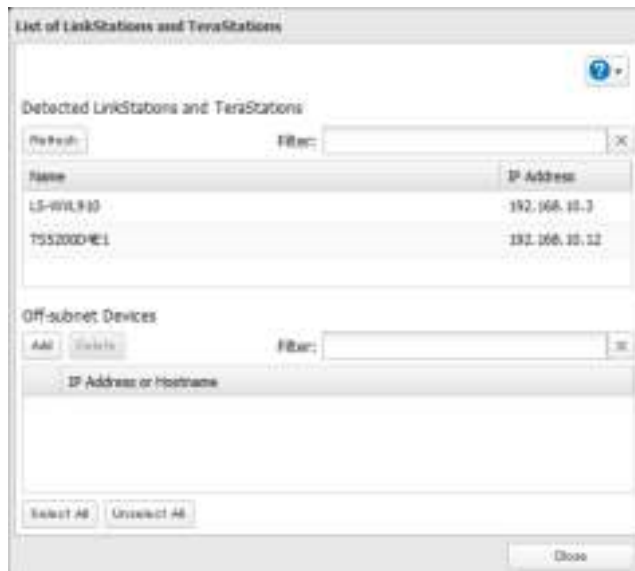 List of LinkStations and TeraStations
Detected LinkStations and TeraStations
Refresh Filter:
Name IP Address
192.168.10.3
192.168.10.12
Off-subnet Devices
Add Delete Filter:
IP Address or Hostname
Select All Unselect All
Close